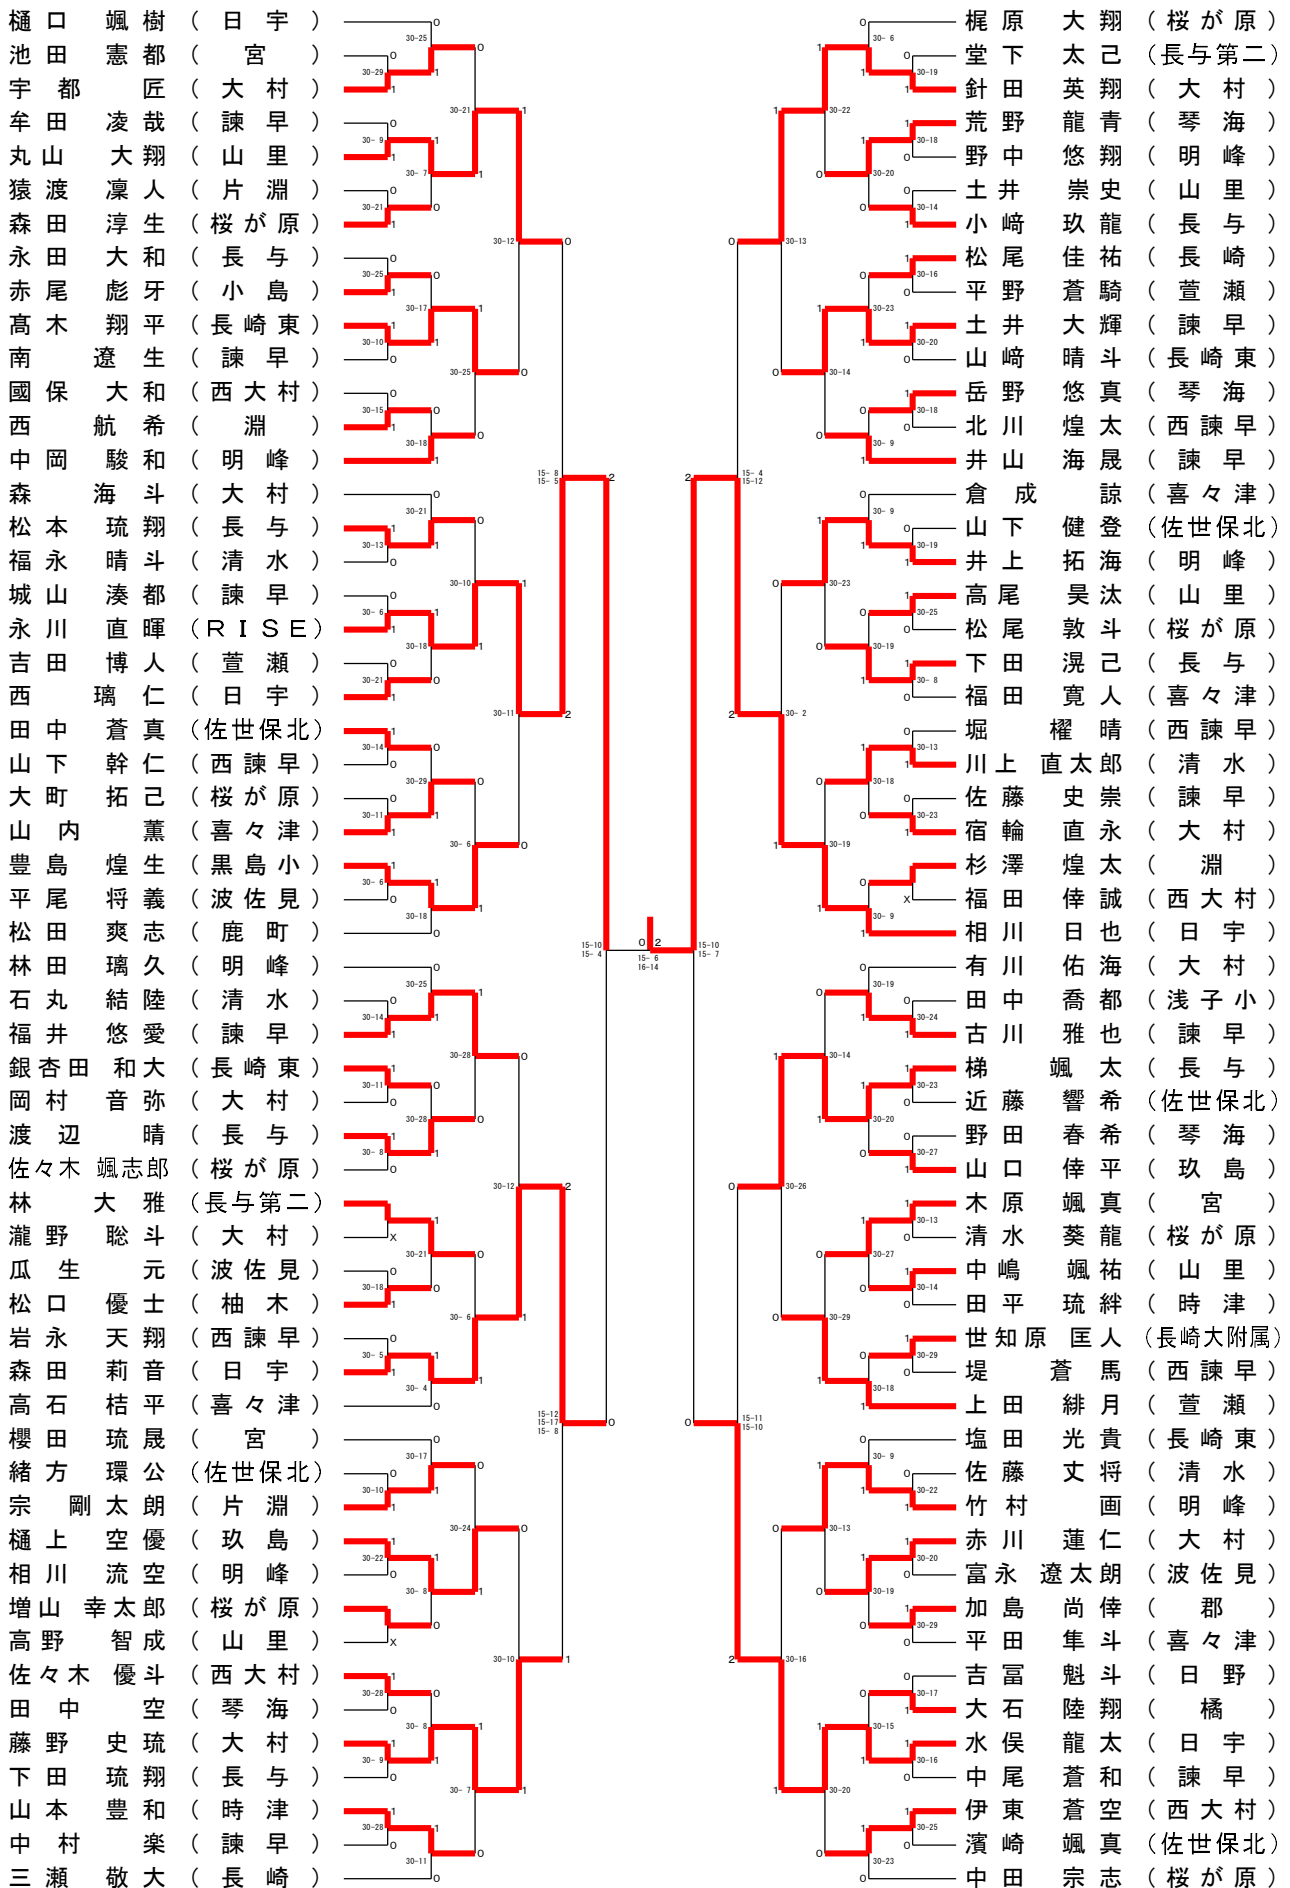 樋口 颯樹 (日宇)
池田 憲都 (宮)
宇都 匠 (大村)
牟田 凌哉 (諫早)
丸山 大翔 (山里)
猿渡 凜人 (片淵)
森田 淳生 (桜が原)
永田 大和 (長与)
赤尾 彪牙 (小島)
髙木 翔平 (長崎東)
南 遼生 (諫早)
國保 大和 (西大村)
西 航希 (淵)
中岡 駿和 (明峰)
森 海斗 (大村)
松本 琉翔 (長与)
福永 晴斗 (清水)
城山 湊都 (諫早)
永川 直暉 (RISE)
吉田 博人 (萱瀬)
西 璃仁 (日宇)
田中 蒼真 (佐世保北)
山下 幹仁 (西諫早)
大町 拓己 (桜が原)
山内 薫 (喜々津)
豊島 煌生 (黒島小)
平尾 将義 (波佐見)
松田 爽志 (鹿町)
林田 璃久 (明峰)
石丸 結陸 (清水)
福井 悠愛 (諫早)
銀杏田 和大 (長崎東)
岡村 音弥 (大村)
渡辺 晴 (長与)
佐々木 颯志郎 (桜が原)
林 大雅 (長与第二)
瀧野 聡斗 (大村)
瓜生 元 (波佐見)
松口 優士 (柚木)
岩永 天翔 (西諫早)
森田 莉音 (日宇)
高石 桔平 (喜々津)
櫻田 琉晟 (宮)
緒方 環公 (佐世保北)
宗 剛太朗 (片淵)
樋上 空優 (玖島)
相川 流空 (明峰)
増山 幸太郎 (桜が原)
高野 智成 (山里)
佐々木 優斗 (西大村)
田中 空 (琴海)
藤野 史琉 (大村)
下田 琉翔 (長与)
山本 豊和 (時津)
中村 楽 (諫早)
三瀬 敬大 (長崎)
梶原 大翔 (桜が原)
堂下 太己 (長与第二)
針田 英翔 (大村)
荒野 龍青 (琴海)
野中 悠翔 (明峰)
土井 崇史 (山里)
小﨑 玖龍 (長与)
松尾 佳祐 (長崎)
平野 蒼騎 (萱瀬)
土井 大輝 (諫早)
山﨑 晴斗 (長崎東)
岳野 悠真 (琴海)
北川 煌太 (西諫早)
井山 海晟 (諫早)
倉成 諒 (喜々津)
山下 健登 (佐世保北)
井上 拓海 (明峰)
高尾 昊汰 (山里)
松尾 敦斗 (桜が原)
下田 滉己 (長与)
福田 寛人 (喜々津)
堀 櫂晴 (西諫早)
川上 直太郎 (清水)
佐藤 史崇 (諫早)
宿輪 直永 (大村)
杉澤 煌太 (淵)
福田 倖誠 (西大村)
相川 日也 (日宇)
有川 佑海 (大村)
田中 喬都 (浅子小)
古川 雅也 (諫早)
梯 颯太 (長与)
近藤 響希 (佐世保北)
野田 春希 (琴海)
山口 倖平 (玖島)
木原 颯真 (宮)
清水 葵龍 (桜が原)
中嶋 颯祐 (山里)
田平 琉絆 (時津)
世知原 匡人 (長崎大附属)
堤 蒼馬 (西諫早)
上田 緋月 (萱瀬)
塩田 光貴 (長崎東)
佐藤 丈将 (清水)
竹村 画 (明峰)
赤川 蓮仁 (大村)
富永 遼太朗 (波佐見)
加島 尚倖 (郡)
平田 隼斗 (喜々津)
吉冨 魁斗 (日野)
大石 陸翔 (橘)
水俣 龍太 (日宇)
中尾 蒼和 (諫早)
伊東 蒼空 (西大村)
濱崎 颯真 (佐世保北)
中田 宗志 (桜が原)